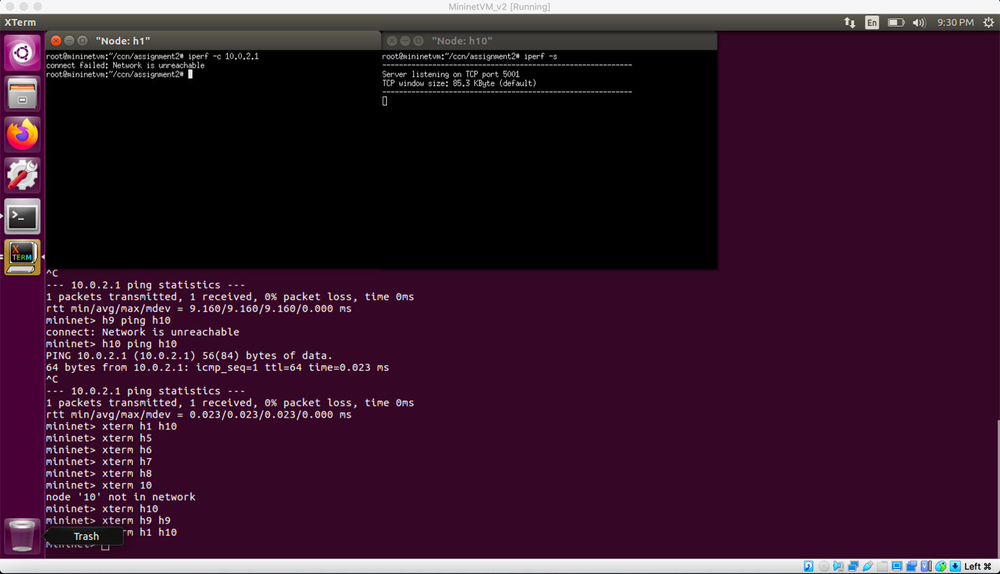 MininetVM_v2 [Running]
XTerm
En
9:30 PM
"Node: h1"
root@mininetvm:~/ccn/assignment2# iperf -c 10.0.2.1
connect failed: Network is unreachable
root@mininetvm:~/ccn/assignment2#
"Node: h10"
root@mininetvm:~/ccn/assignment2# iperf -s
------------------------------------------------------------
Server listening on TCP port 5001
TCP window size: 85.3 KByte (default)
------------------------------------------------------------
X
TERM
^C
--- 10.0.2.1 ping statistics ---
1 packets transmitted, 1 received, 0% packet loss, time 0ms
rtt min/avg/max/mdev = 9.160/9.160/9.160/0.000 ms
mininet> h9 ping h10
connect: Network is unreachable
mininet> h10 ping h10
PING 10.0.2.1 (10.0.2.1) 56(84) bytes of data.
64 bytes from 10.0.2.1: icmp_seq=1 ttl=64 time=0.023 ms
^C
--- 10.0.2.1 ping statistics ---
1 packets transmitted, 1 received, 0% packet loss, time 0ms
rtt min/avg/max/mdev = 0.023/0.023/0.023/0.000 ms
mininet> xterm h1 h10
mininet> xterm h5
mininet> xterm h6
mininet> xterm h7
mininet> xterm h8
mininet> xterm 10
node '10' not in network
mininet> xterm h10
mininet> xterm h9 h9
rm h1 h10
Trash
mininet>
Left ⌘